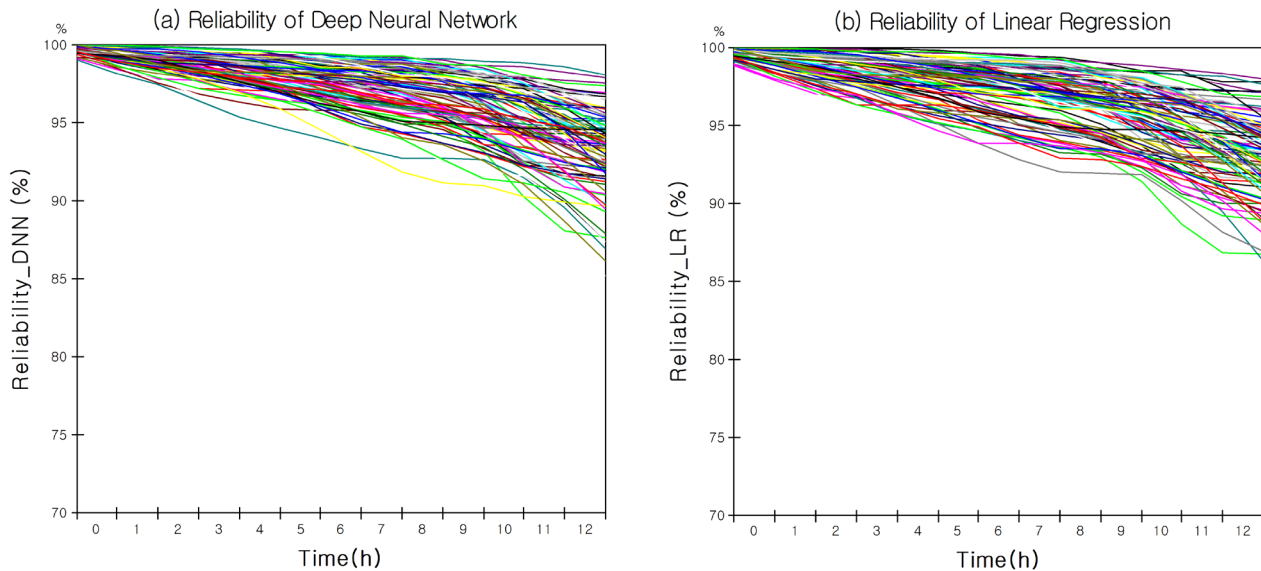 (a) Reliability of Deep Neural Network
%
100
95
90
85
80
75
70
Reliability_DNN (%)
0 1 2 3 4 5 6 7 8 9 10 11 12
Time(h)
(b) Reliability of Linear Regression
%
100
95
90
85
80
75
70
Reliability_LR (%)
0 1 2 3 4 5 6 7 8 9 10 11 12
Time(h)